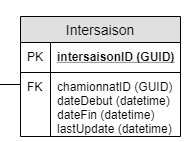 Intersaison
PK intersaisonID (GUID)
FK chamionnatID (GUID)
dateDebut (datetime)
dateFin (datetime)
lastUpdate (datetime)